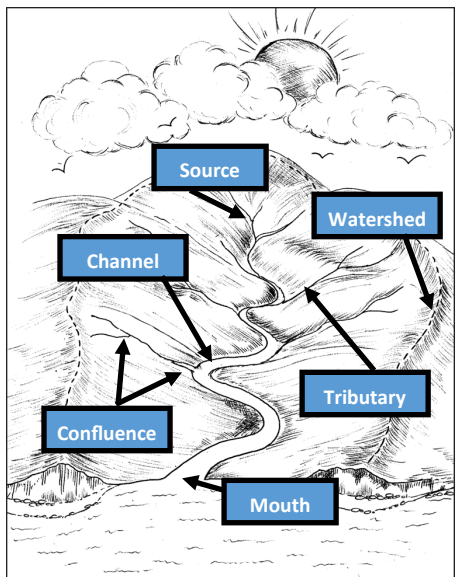 Source
Watershed
Channel
Tributary
Confluence
Mouth